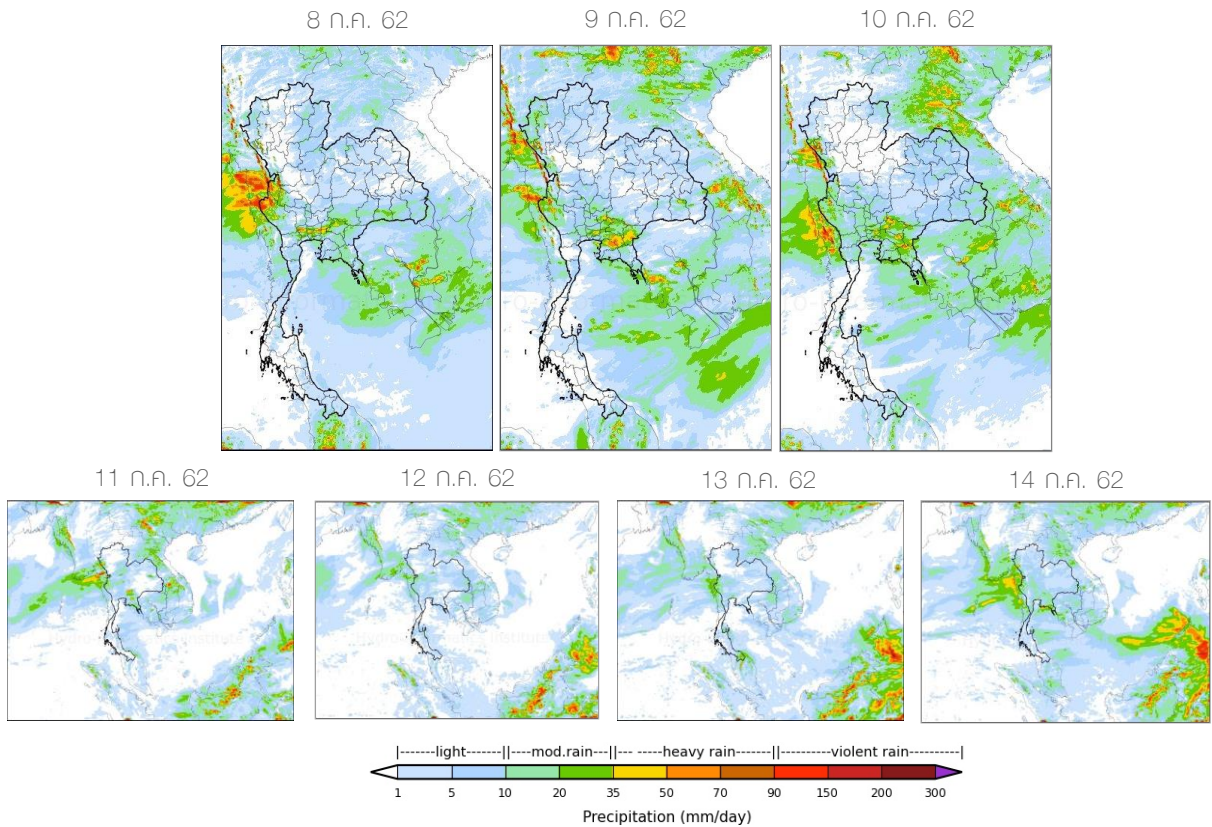 8 ก.ค. 62
9 ก.ค. 62
10 ก.ค. 62
11 ก.ค. 62
12 ก.ค. 62
13 ก.ค. 62
14 ก.ค. 62
|-------light-------||----mod.rain---||--- -----heavy rain-------||----------violent rain----------|
1 5 10 20 35 50 70 90 150 200 300
Precipitation (mm/day)